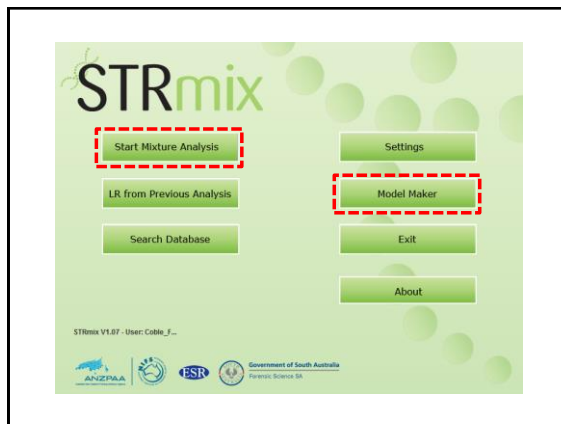 STRmix
Start Mixture Analysis
Settings
LR from Previous Analysis
Model Maker
Search Database
Exit
About
STRmix V1.07 - User: Coble_F...
ANZPAA
ESR
Government of South Australia
Forensic Science SA